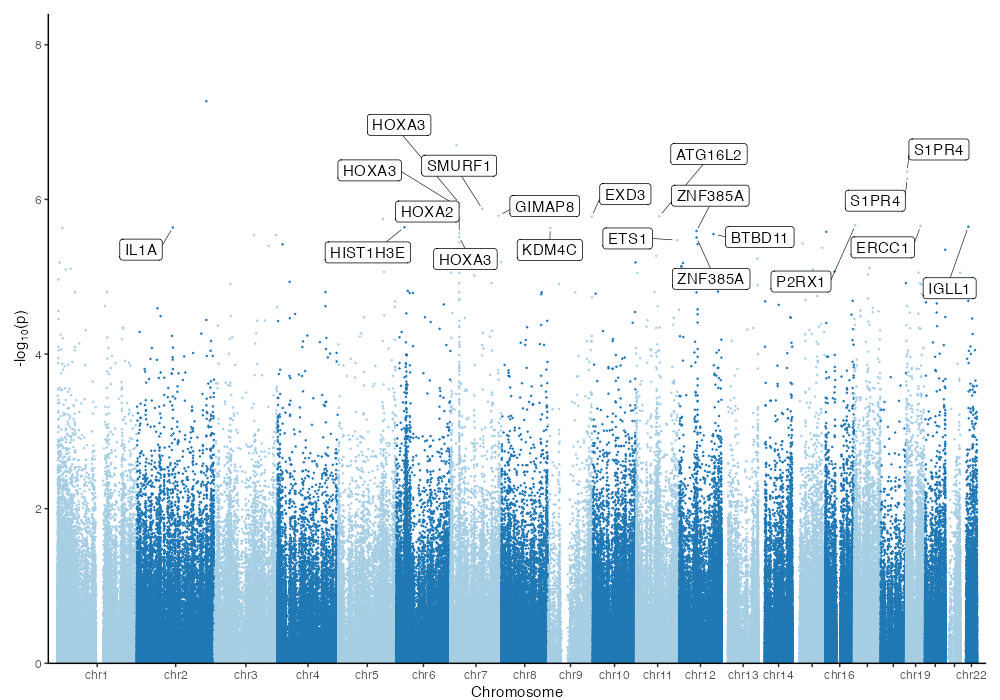 8
HOXA3
ATG16L2
S1PR4
HOXA3
SMURF1
6
HOXA2
GIMAP8
EXD3
ZNF385A
S1PR4
IL1A
HIST1H3E
HOXA3
KDM4C
ETS1
BTBD11
ERCC1
ZNF385A
P2RX1
IGLL1
-log10(p)
4
2
0
chr1 chr2 chr3 chr4 chr5 chr6 chr7 chr8 chr9 chr10 chr11 chr12 chr13 chr14 chr16 chr19 chr22
Chromosome